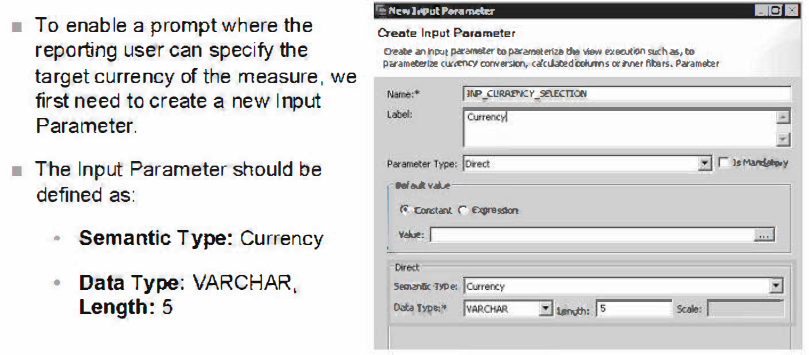 To enable a prompt where the
reporting user can specify the
target currency of the measure, we
first need to create a new Input
Parameter.
The Input Parameter should be
defined as:
Semantic Type: Currency
Data Type: VARCHAR,
Length: 5
New Input Parameter
Create Input Parameter
Create an input parameter to parameterize the view execution such as, to
parameterize currency conversion, calculated columns or inner filters. Parameter
Name:* INP_CURRENCY_SELECTION
Label: Currency
Parameter Type: Direct Is Mandatory
Default value
Constant Expression
Value: ...
Direct
Semantic Type: Currency
Data Type:* VARCHAR Length: 5 Scale: